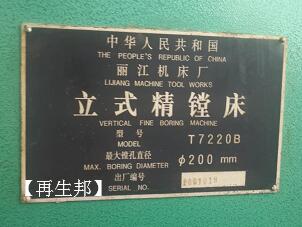 中华人民共和国
THE PEOPLE'S REPUBLIC OF CHINA
丽江机床厂
LIJIANG MACHINE TOOL WORKS
立式精镗床
VERTICAL FINE BORING MACHINE
型号
MODEL
T7220B
最大镗孔直径
MAX. BORING DIAMETER
φ200 mm
出厂编号
SERIAL NO.
【再生邦】